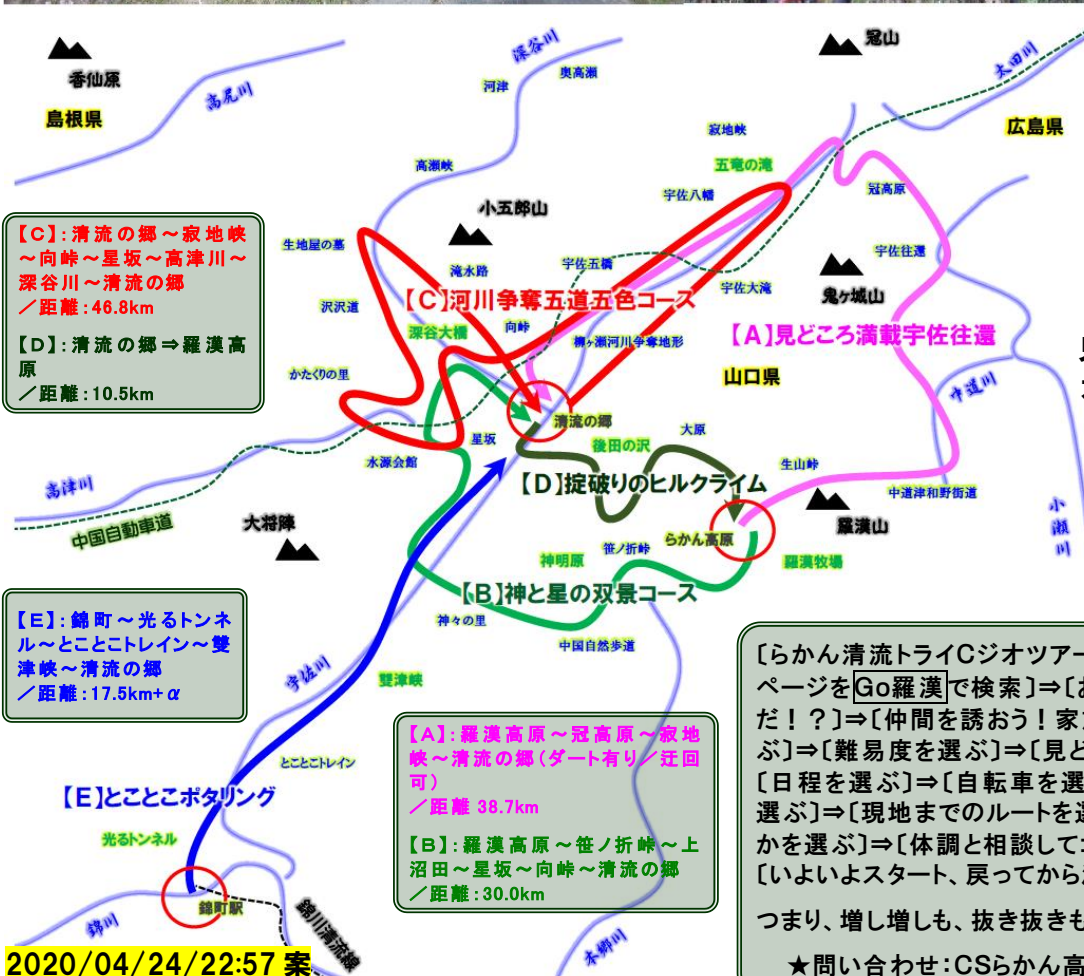 香仙原
島根県
高尻川
深谷川
河津
奥高瀬
冠山
太田川
広島県
寂地峡
五竜の滝
高瀬峡
宇佐八幡
冠高原
小五郎山
生地屋の墓
滝水路
宇佐五橋
宇佐往還
沢沢道
【C】河川争奪五道五色コース
宇佐大滝
鬼ヶ城山
深谷大橋
向峠
柳ヶ瀬河川争奪地形
【A】見どころ満載宇佐往還
かたくりの里
山口県
中道川
清流の郷
星坂
後田の沢
大原
水源会館
生山峠
【D】掟破りのヒルクライム
中道津和野街道
高津川
中国自動車道
大将陣
らかん高原
羅漢山
小瀬川
神明原
笹ノ折峠
羅漢牧場
【B】神と星の双景コース
神々の里
中国自然歩道
宇佐川
雙津峡
とことこトレイン
【E】とことこポタリング
光るトンネル
錦町駅
錦川
錦川清流線
本郷川
【C】:清流の郷～寂地峡
～向峠～星坂～高津川～
深谷川～清流の郷
/距離:46.8km
【D】:清流の郷⇒羅漢高
原
/距離:10.5km
【E】:錦町～光るトンネ
ル～とことこトレイン～雙
津峡～清流の郷
/距離:17.5km+α
【A】:羅漢高原～冠高原～寂地
峡～清流の郷(ダート有り/迂回
可)
/距離 38.7km
【B】:羅漢高原～笹ノ折峠～上
沼田～星坂～向峠～清流の郷
/距離:30.0km
〔らかん清流トライCジオツアー
ページをGo羅漢で検索〕⇒〔
だ!?〕⇒〔仲間を誘おう!家
ぶ〕⇒〔難易度を選ぶ〕⇒〔見ど
〔日程を選ぶ〕⇒〔自転車を選
選ぶ〕⇒〔現地までのルートを
かを選ぶ〕⇒〔体調と相談して
〔いよいよスタート、戻ってから
つまり、増し増しも、抜き抜きも
★問い合わせ:CSらかん高
2020/04/24/22:57 案